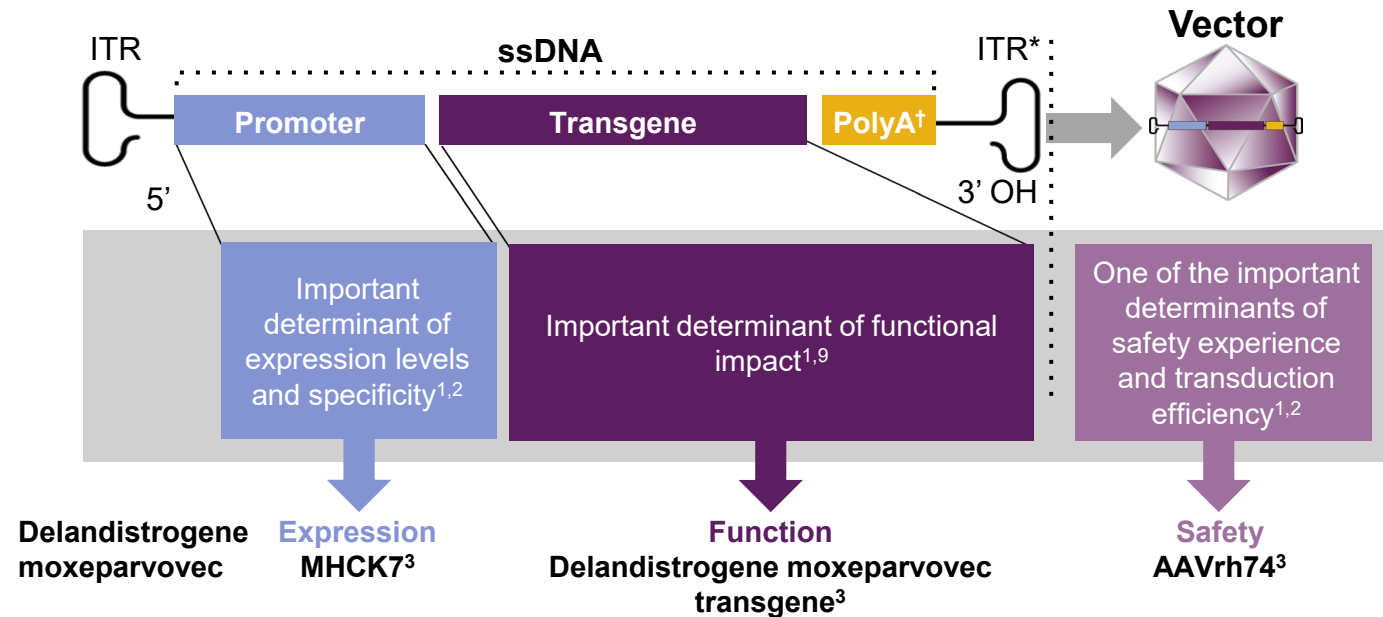 ITR
ssDNA
ITR*
Vector
Promoter
Transgene
PolyA†
5’
3’ OH
Important
determinant of
expression levels
and specificity1,2
Important determinant of functional
impact1,9
One of the important
determinants of
safety experience
and transduction
efficiency1,2
Delandistrogene
moxeparvovec
Expression
MHCK73
Function
Delandistrogene moxeparvovec
transgene3
Safety
AAVrh743